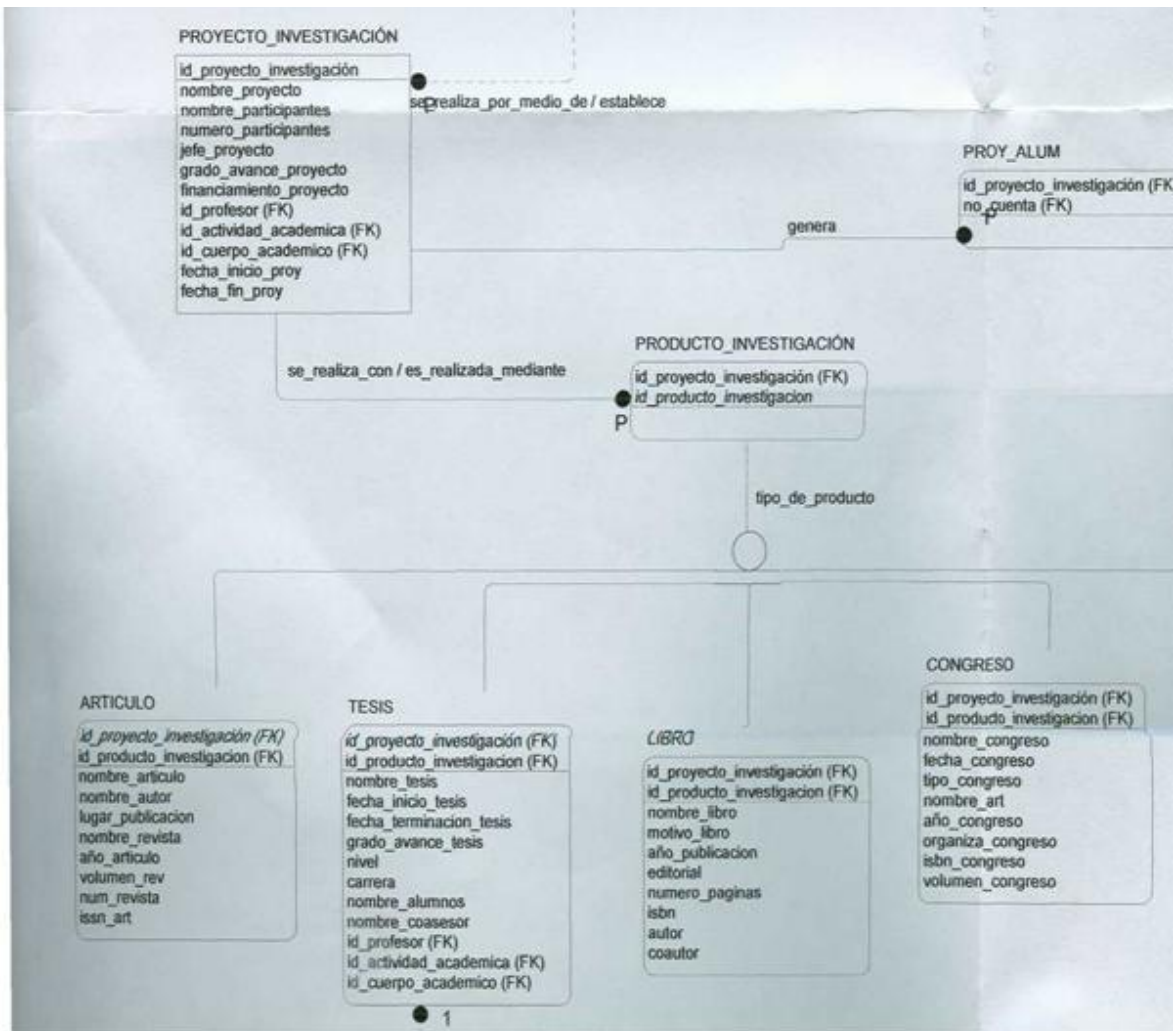 PROYECTO_INVESTIGACIÓN
id_proyecto_investigación
nombre_proyecto
nombre_participantes
numero_participantes
jefe_proyecto
grado_avance_proyecto
financiamiento_proyecto
id_profesor (FK)
id_actividad_academica (FK)
id_cuerpo_academico (FK)
fecha_inicio_proy
fecha_fin_proy
P
se_realiza_por_medio_de / establece
PROY_ALUM
id_proyecto_investigación (FK
no_cuenta (FK)
P
genera
se_realiza_con / es_realizada_mediante
PRODUCTO_INVESTIGACIÓN
id_proyecto_investigación (FK)
id_producto_investigacion
P
tipo_de_producto
ARTICULO
id_proyecto_investigación (FK)
id_producto_investigacion (FK)
nombre_articulo
nombre_autor
lugar_publicacion
nombre_revista
año_articulo
volumen_rev
num_revista
issn_art
TESIS
id_proyecto_investigación (FK)
id_producto_investigacion (FK)
nombre_tesis
fecha_inicio_tesis
fecha_terminacion_tesis
grado_avance_tesis
nivel
carrera
nombre_alumnos
nombre_coasesor
id_profesor (FK)
id_actividad_academica (FK)
id_cuerpo_academico (FK)
1
LIBRO
id_proyecto_investigación (FK)
id_producto_investigacion (FK)
nombre_libro
motivo_libro
año_publicacion
editorial
numero_paginas
isbn
autor
coautor
CONGRESO
id_proyecto_investigación (FK)
id_producto_investigacion (FK)
nombre_congreso
fecha_congreso
tipo_congreso
nombre_art
año_congreso
organiza_congreso
isbn_congreso
volumen_congreso